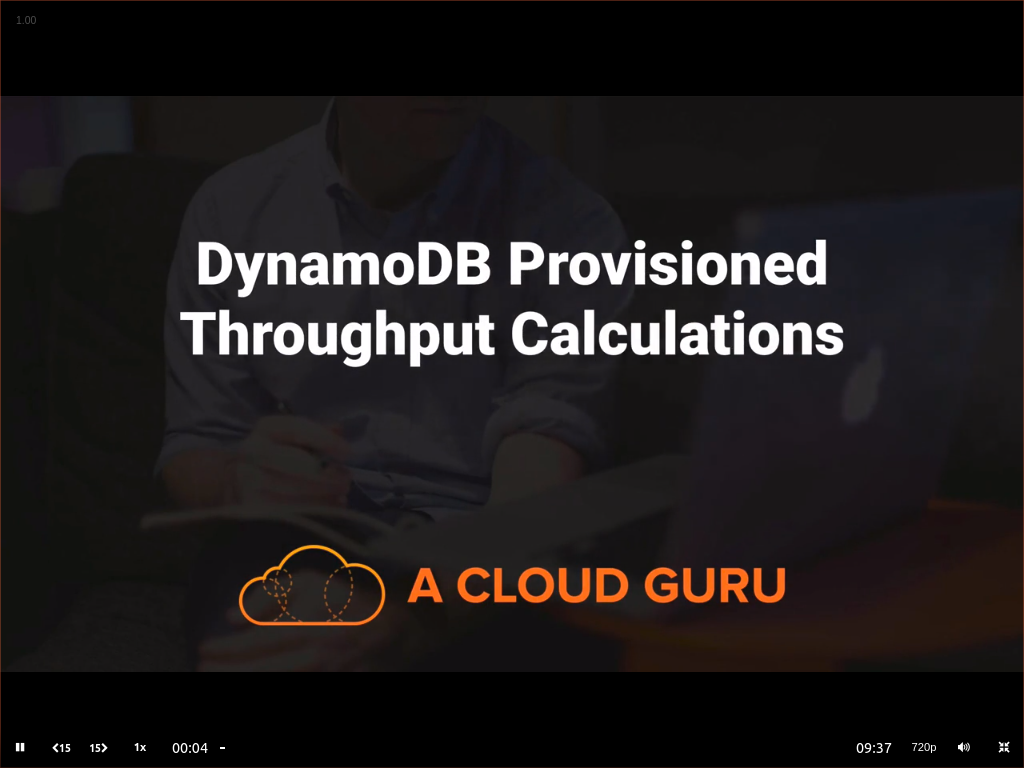 1.00
DynamoDB Provisioned
Throughput Calculations
A CLOUD GURU
15 15 1x 00:04 09:37 720p